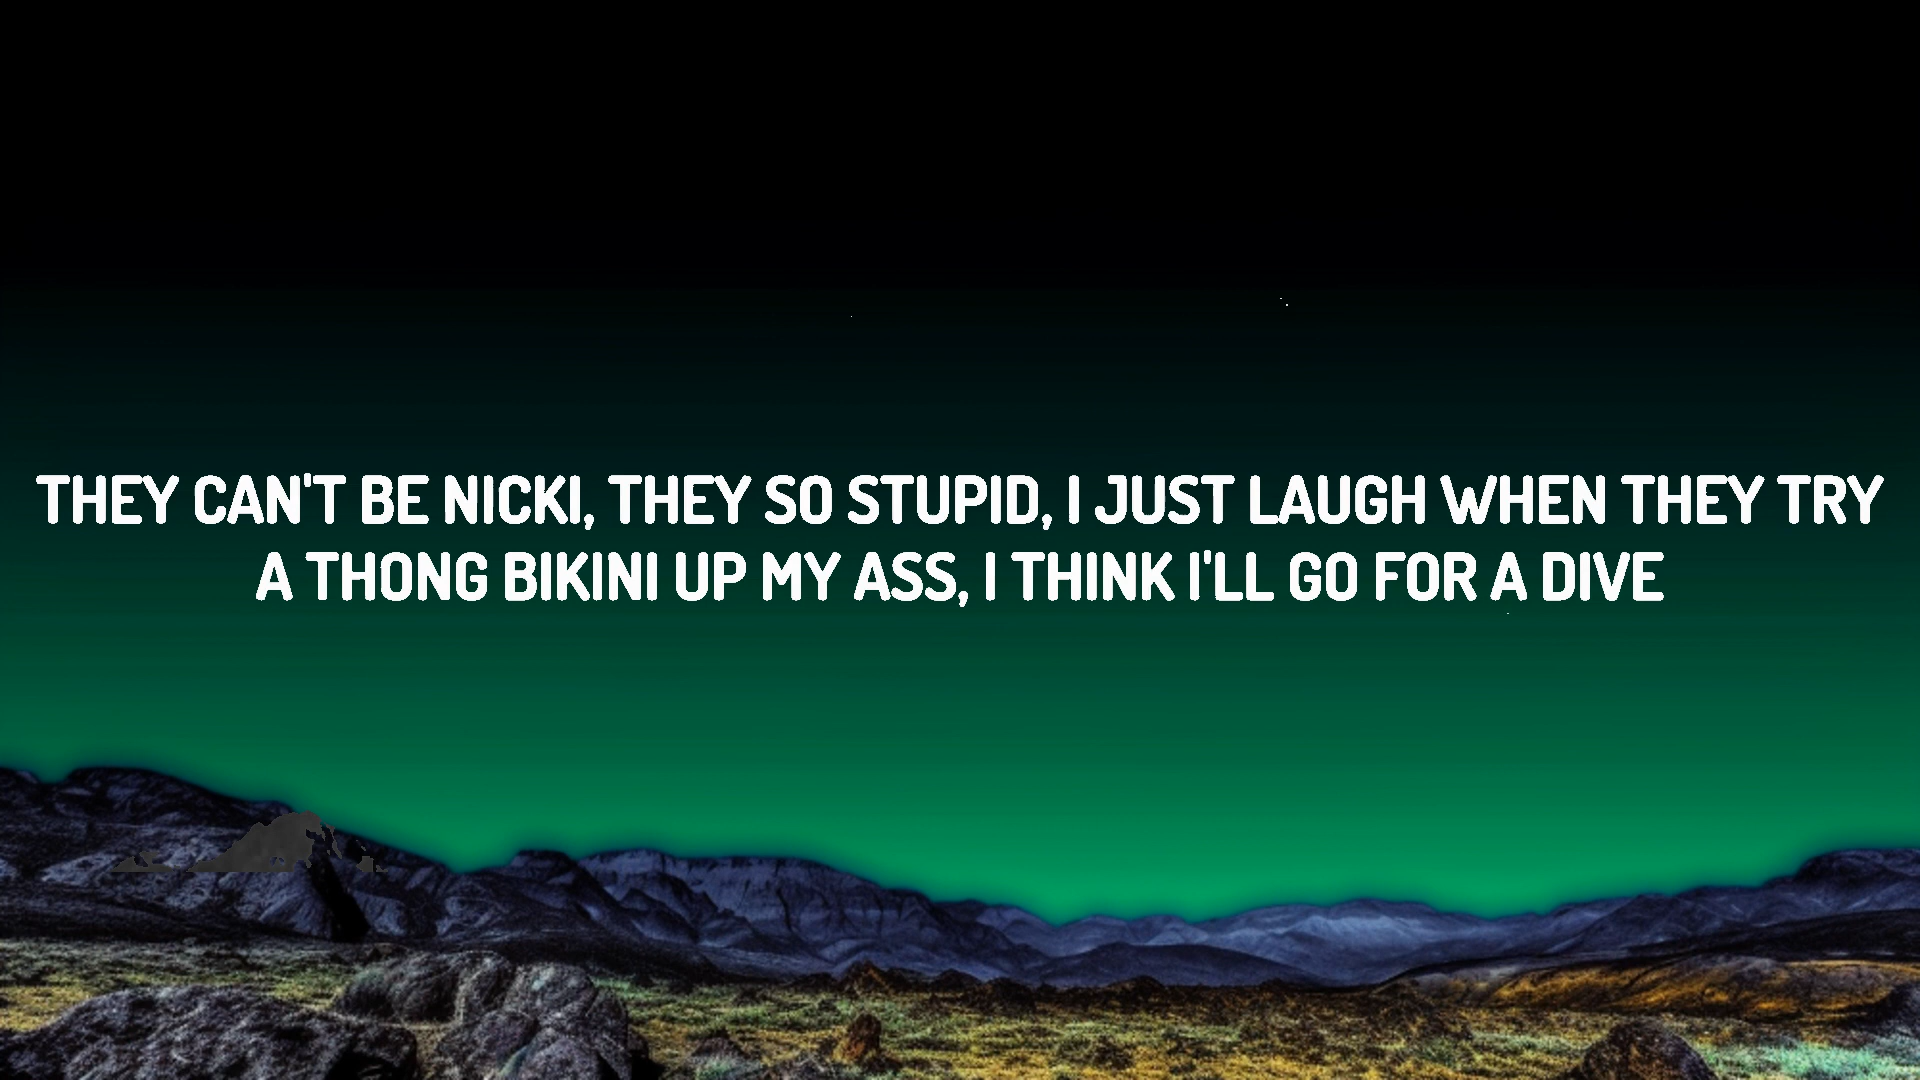 THEY CAN'T BE NICKI, THEY SO STUPID, I JUST LAUGH WHEN THEY TRY
A THONG BIKINI UP MY ASS, I THINK I'LL GO FOR A DIVE